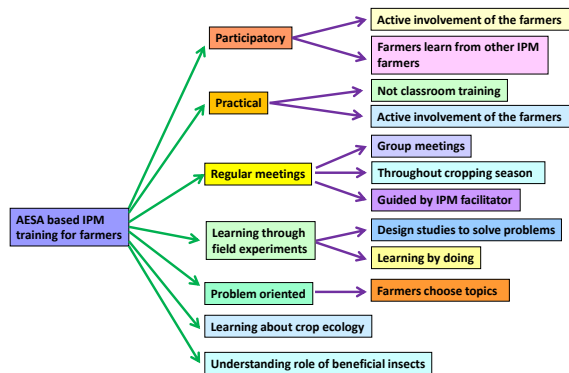 AESA based IPM
training for farmers
Participatory
Active involvement of the farmers
Farmers learn from other IPM
farmers
Practical
Not classroom training
Active involvement of the farmers
Regular meetings
Group meetings
Throughout cropping season
Guided by IPM facilitator
Learning through
field experiments
Design studies to solve problems
Learning by doing
Problem oriented
Farmers choose topics
Learning about crop ecology
Understanding role of beneficial insects